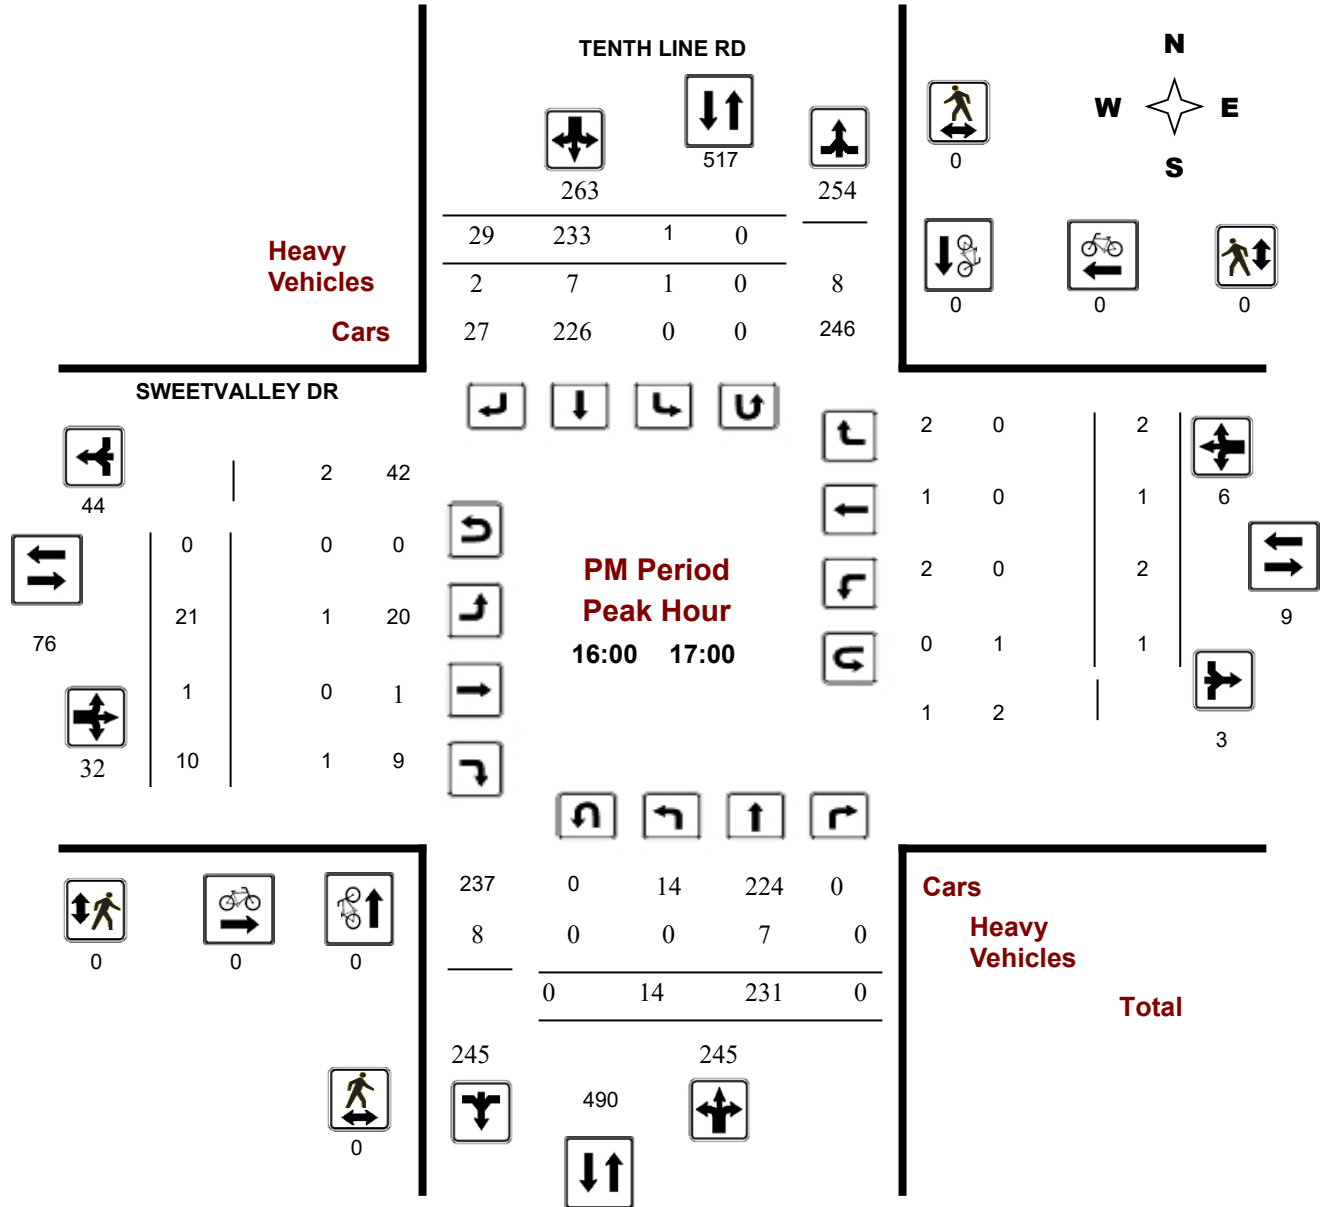 TENTH LINE RD
N
W E
S
517
0
263
254
29 233 1 0
Heavy
Vehicles
2 7 1 0 8
0 0 0
Cars
27 226 0 0 246
SWEETVALLEY DR
2 0 2
2 42
44
1 0 1 6
0 0 0
PM Period
2 0 2
Peak Hour
21 1 20
9
76
16:00 17:00
0 1 1
1 0 1
1 2
3
32
10 1 9
237 0 14 224 0
Cars
8 0 0 7 0
Heavy
Vehicles
0 0 0
0 14 231 0
Total
245 245
490
0